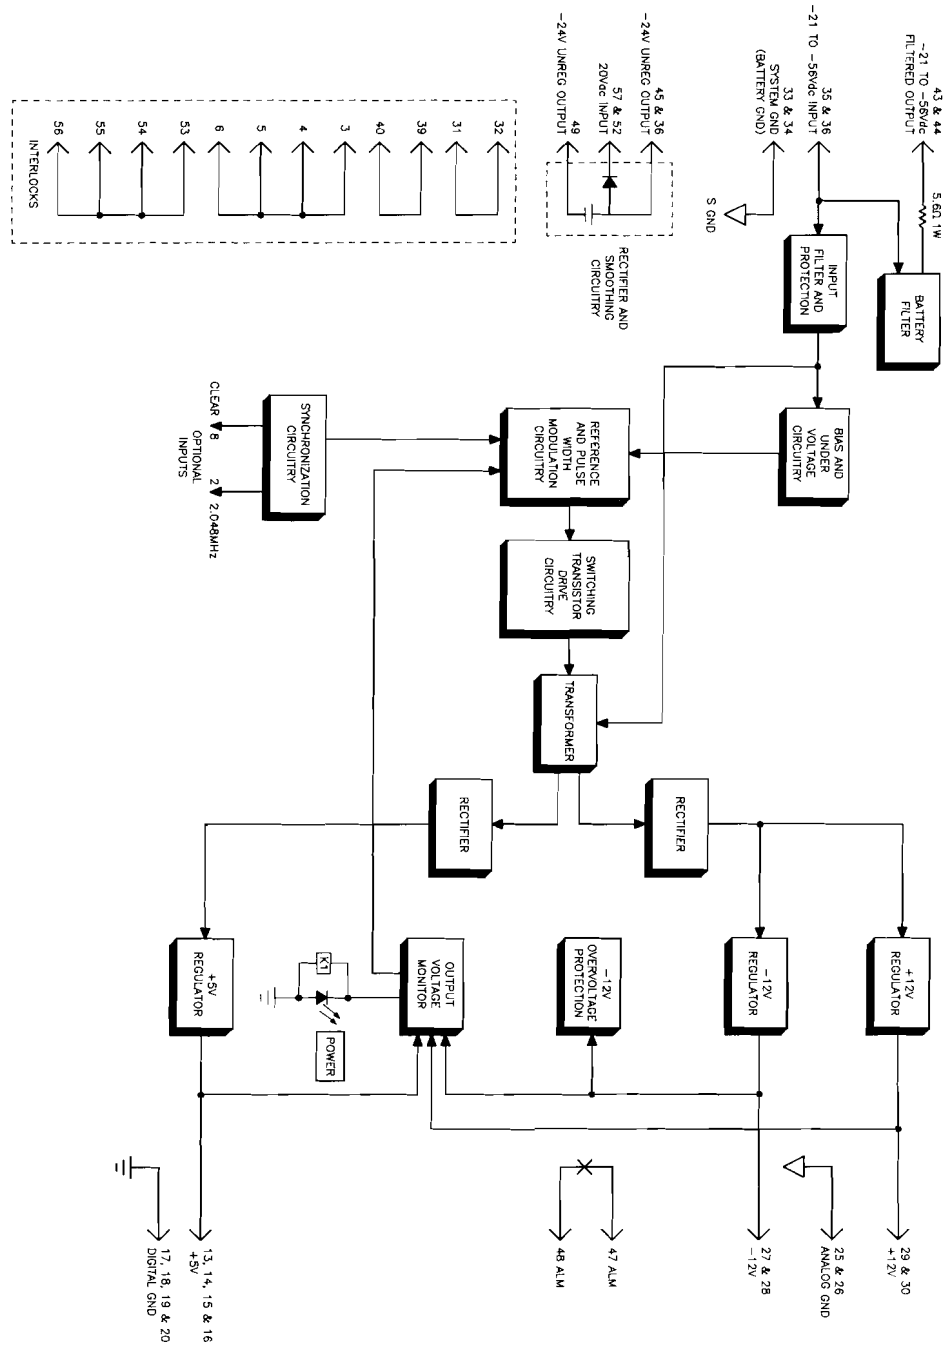 43 & 44
-21 TO -56Vdc
FILTERED OUTPUT
5.6Ω 1W
BATTERY
FILTER
35 & 36
-21 TO -56Vdc INPUT
INPUT
FILTER AND
PROTECTION
BIAS AND
UNDER
VOLTAGE
CIRCUITRY
33 & 34
SYSTEM GND
(BATTERY GND)
S GND
45 & 36
-24V UNREG OUTPUT
57 & 52
20Vac INPUT
49
-24V UNREG OUTPUT
RECTIFIER AND
SMOOTHING
CIRCUITRY
REFERENCE
AND PULSE
WIDTH
MODULATION
CIRCUITRY
SWITCHING
TRANSISTOR
DRIVE
CIRCUITRY
TRANSFORMER
RECTIFIER
RECTIFIER
+12V
REGULATOR
-12V
REGULATOR
-12V
OVERVOLTAGE
PROTECTION
OUTPUT
VOLTAGE
MONITOR
K1
POWER
+5V
REGULATOR
29 & 30
+12V
25 & 26
ANALOG GND
27 & 28
-12V
47 ALM
48 ALM
13, 14, 15 & 16
+5V
17, 18, 19 & 20
DIGITAL GND
32
31
39
40
3
4
5
6
53
54
55
56
INTERLOCKS
SYNCHRONIZATION
CIRCUITRY
CLEAR 8
2 2.048MHz
OPTIONAL
INPUTS